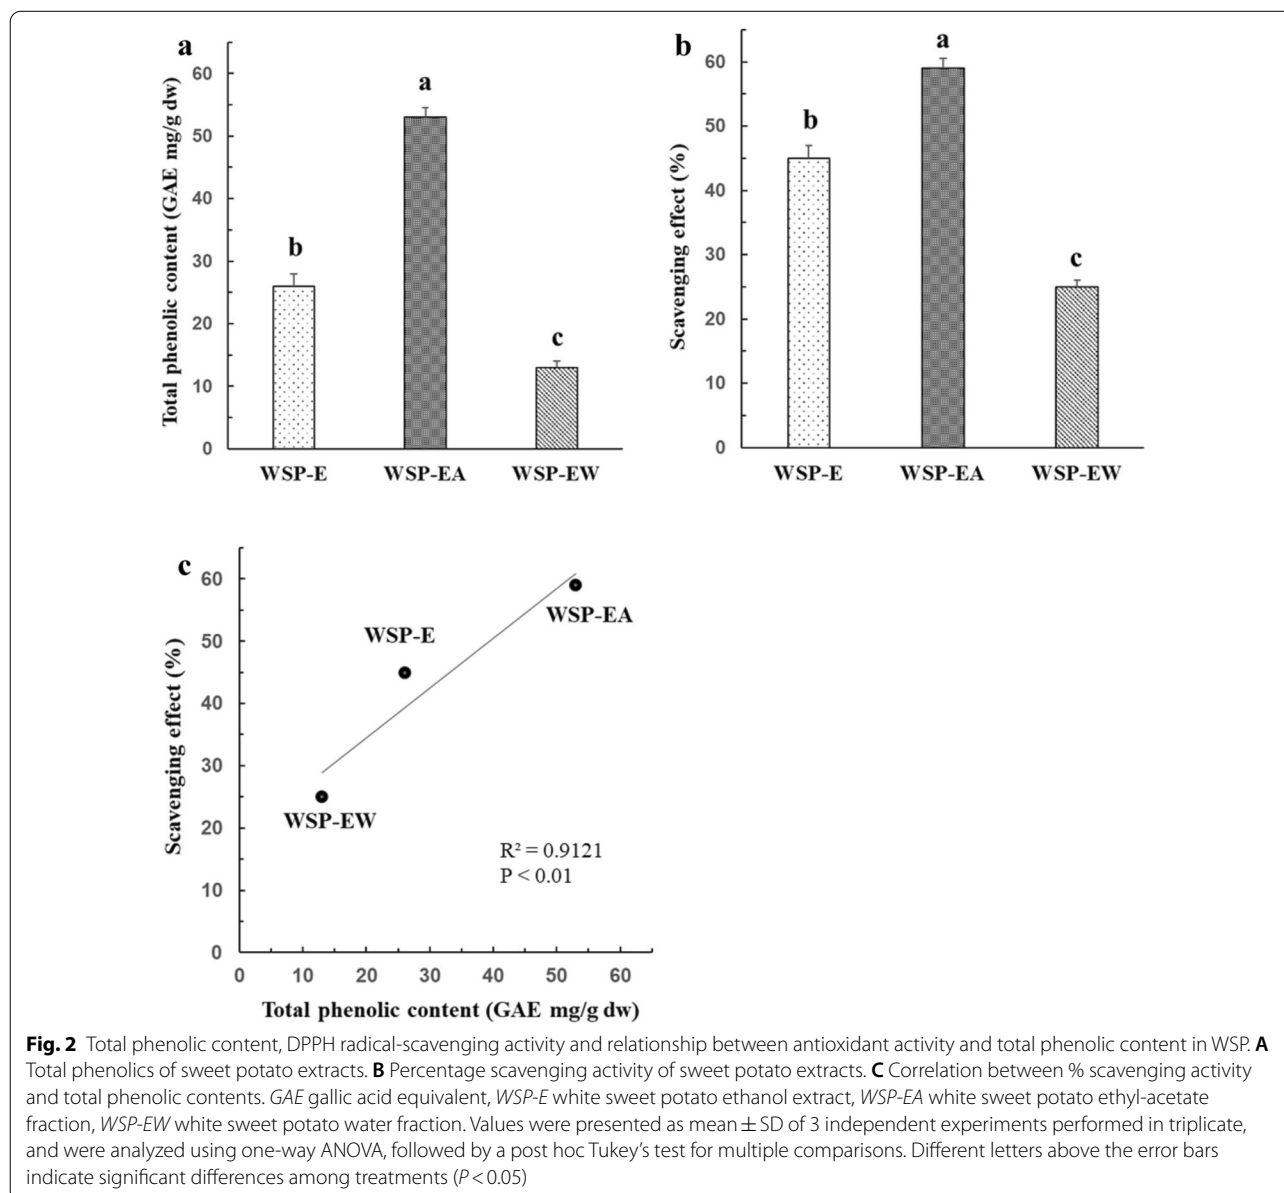 a
Total phenolic content (GAE mg/g dw)
60
50
40
30
20
10
0
b
a
c
WSP-E WSP-EA WSP-EW
b
Scavenging effect (%)
60
50
40
30
20
10
0
b
a
c
WSP-E WSP-EA WSP-EW
c
Scavenging effect (%)
60
50
40
30
20
10
0
WSP-E
WSP-EA
WSP-EW
R² = 0.9121
P < 0.01
0 10 20 30 40 50 60
Total phenolic content (GAE mg/g dw)
Fig. 2 Total phenolic content, DPPH radical-scavenging activity and relationship between antioxidant activity and total phenolic content in WSP. A
Total phenolics of sweet potato extracts. B Percentage scavenging activity of sweet potato extracts. C Correlation between % scavenging activity
and total phenolic contents. GAE gallic acid equivalent, WSP-E white sweet potato ethanol extract, WSP-EA white sweet potato ethyl-acetate
fraction, WSP-EW white sweet potato water fraction. Values were presented as mean ± SD of 3 independent experiments performed in triplicate,
and were analyzed using one-way ANOVA, followed by a post hoc Tukey's test for multiple comparisons. Different letters above the error bars
indicate significant differences among treatments (P < 0.05)